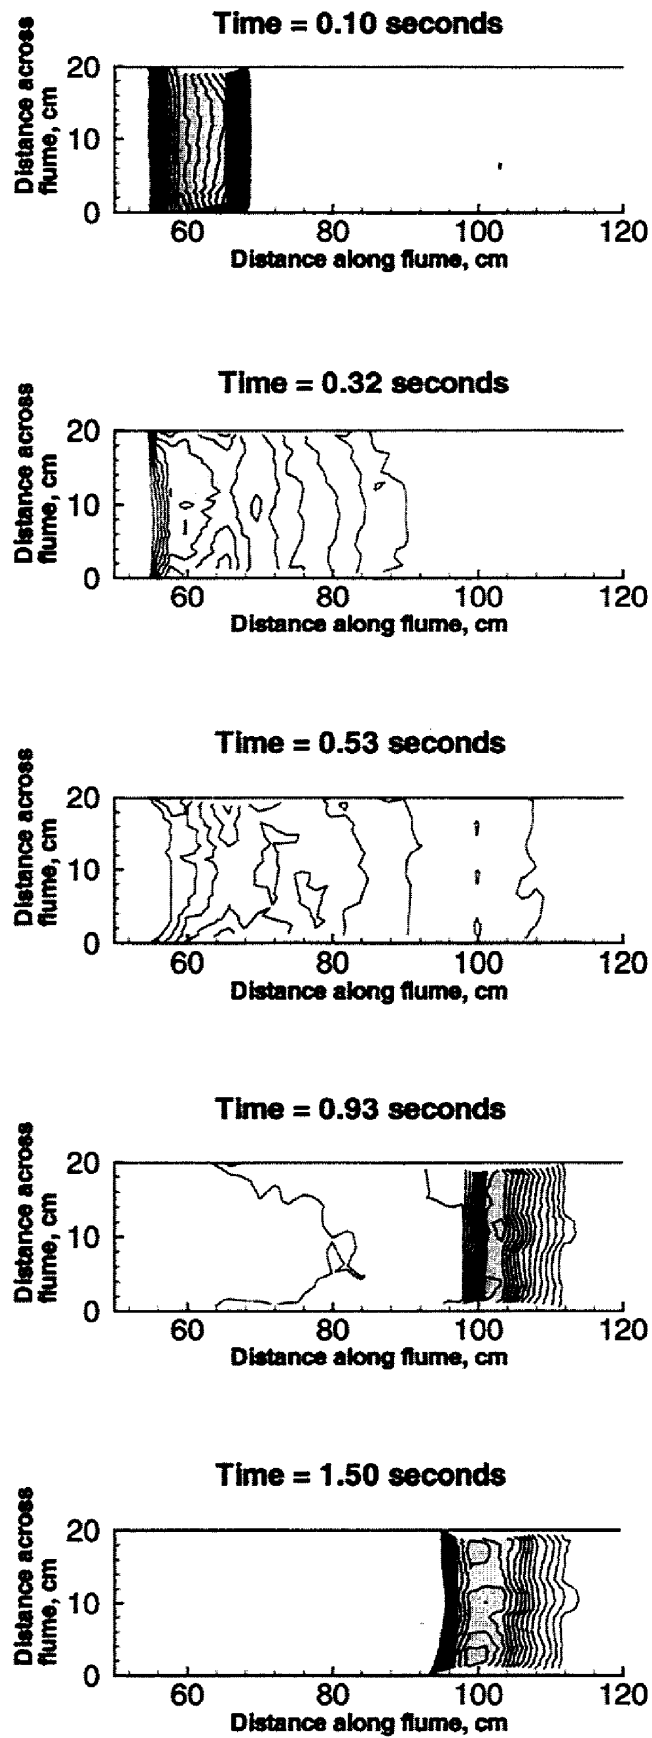 Time = 0.10 seconds
Distance across
flume, cm
20
10
0
60 80 100 120
Distance along flume, cm
Time = 0.32 seconds
Distance across
flume, cm
20
10
0
60 80 100 120
Distance along flume, cm
Time = 0.53 seconds
Distance across
flume, cm
20
10
0
60 80 100 120
Distance along flume, cm
Time = 0.93 seconds
Distance across
flume, cm
20
10
0
60 80 100 120
Distance along flume, cm
Time = 1.50 seconds
Distance across
flume, cm
20
10
0
60 80 100 120
Distance along flume, cm